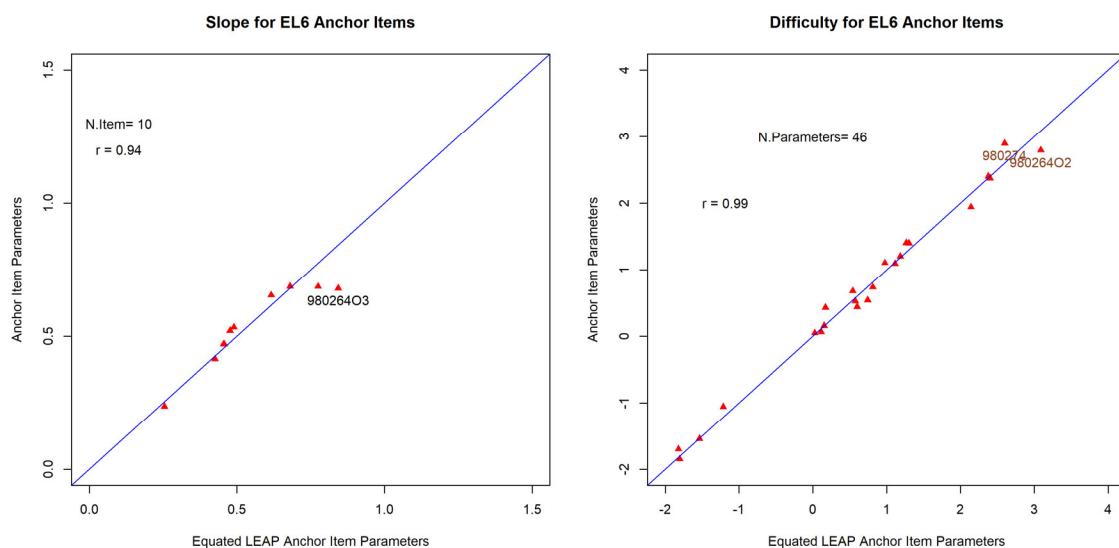 Slope for EL6 Anchor Items
1.5
1.0
0.5
0.0
Anchor Item Parameters
N.Item= 10
r = 0.94
980264O3
0.0 0.5 1.0 1.5
Equated LEAP Anchor Item Parameters
Difficulty for EL6 Anchor Items
4
3
2
1
0
-1
-2
Anchor Item Parameters
N.Parameters= 46
r = 0.99
980274
980264O2
-2 -1 0 1 2 3 4
Equated LEAP Anchor Item Parameters